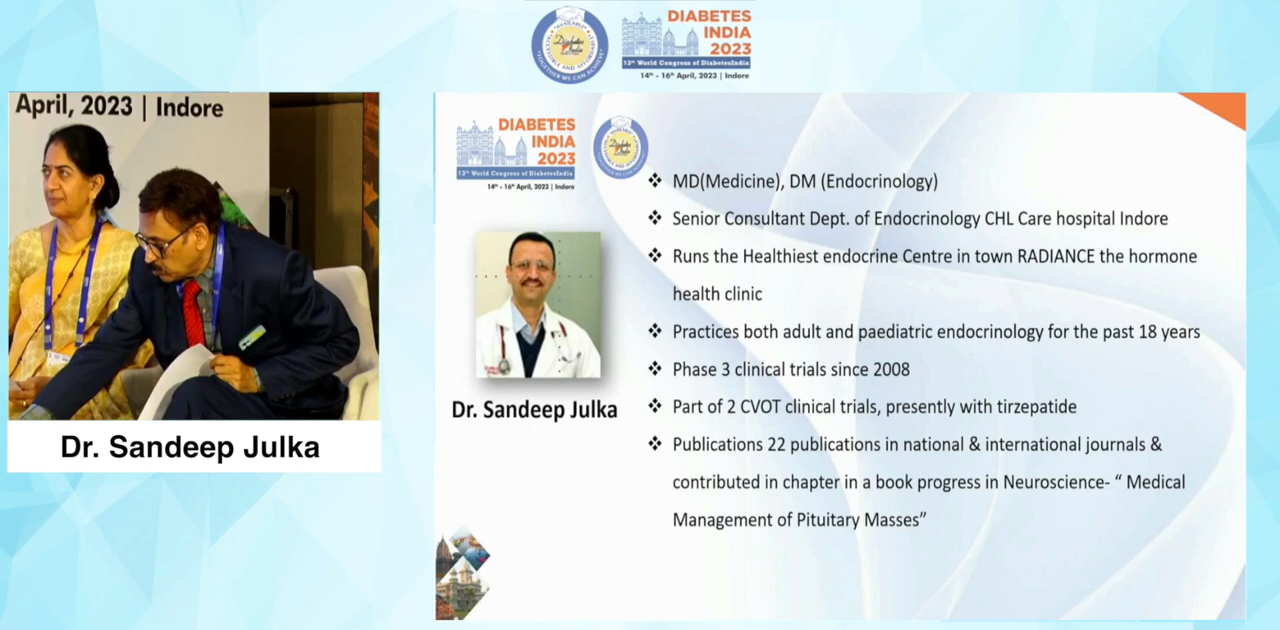 DIABETES
INDIA
2023
13th World Congress of DiabetesIndia
14th - 16th April, 2023 | Indore
April, 2023 | Indore
Dr. Sandeep Julka
DIABETES
INDIA
2023
13th World Congress of DiabetesIndia
14th - 16th April, 2023 | Indore
Dr. Sandeep Julka
❖ MD(Medicine), DM (Endocrinology)
❖ Senior Consultant Dept. of Endocrinology CHL Care hospital Indore
❖ Runs the Healthiest endocrine Centre in town RADIANCE the hormone
health clinic
❖ Practices both adult and paediatric endocrinology for the past 18 years
❖ Phase 3 clinical trials since 2008
❖ Part of 2 CVOT clinical trials, presently with tirzepatide
❖ Publications 22 publications in national & international journals &
contributed in chapter in a book progress in Neuroscience- “ Medical
Management of Pituitary Masses”